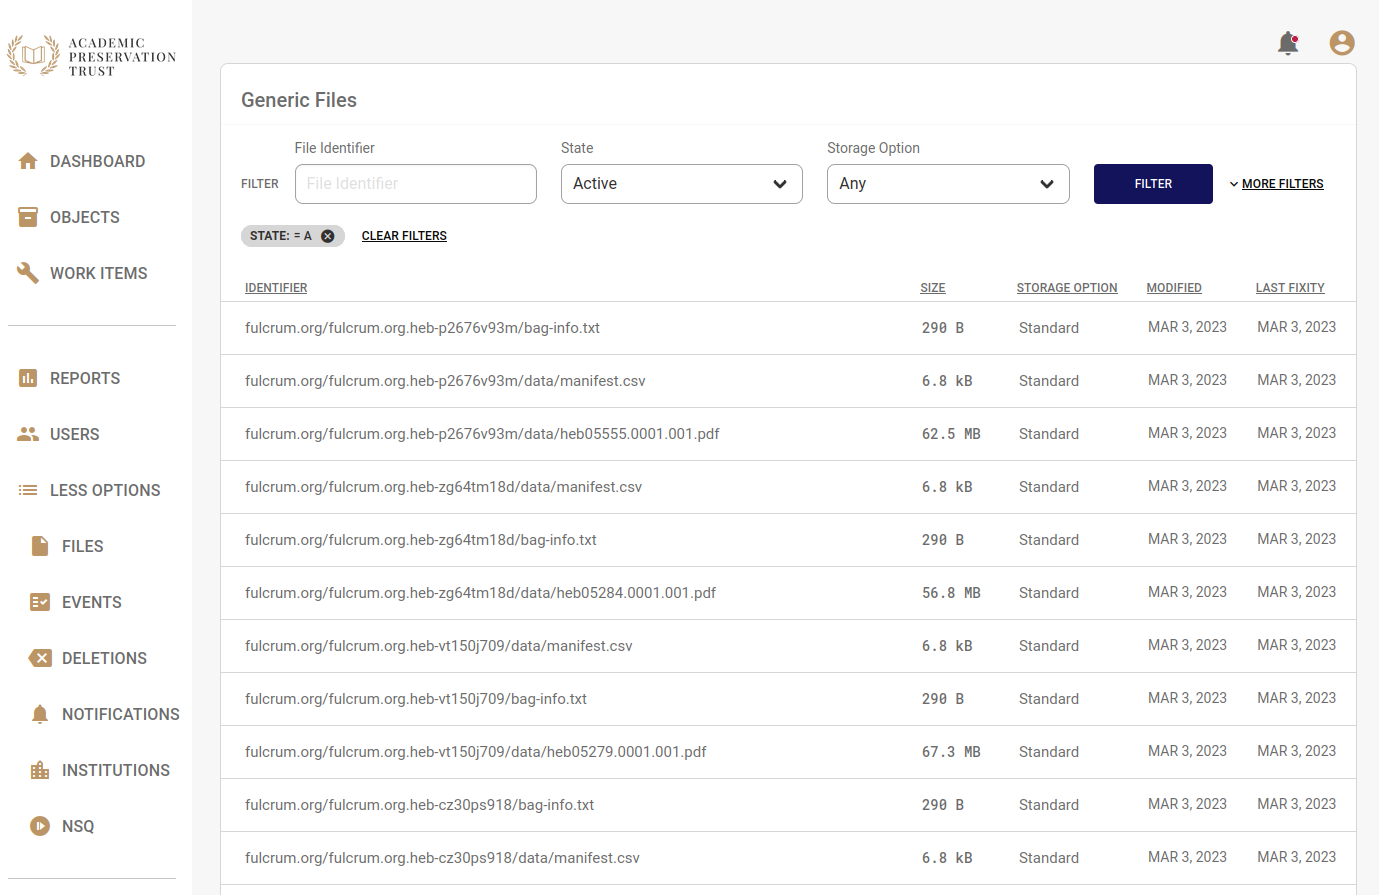 ACADEMIC
PRESERVATION
TRUST
DASHBOARD
OBJECTS
WORK ITEMS
REPORTS
USERS
LESS OPTIONS
FILES
EVENTS
DELETIONS
NOTIFICATIONS
INSTITUTIONS
NSQ
Generic Files
File Identifier State Storage Option
FILTER File Identifier Active Any FILTER MORE FILTERS
STATE: = A CLEAR FILTERS
IDENTIFIER SIZE STORAGE OPTION MODIFIED LAST FIXITY
fulcrum.org/fulcrum.org.heb-p2676v93m/bag-info.txt 290 B Standard MAR 3, 2023 MAR 3, 2023
fulcrum.org/fulcrum.org.heb-p2676v93m/data/manifest.csv 6.8 kB Standard MAR 3, 2023 MAR 3, 2023
fulcrum.org/fulcrum.org.heb-p2676v93m/data/heb05555.0001.001.pdf 62.5 MB Standard MAR 3, 2023 MAR 3, 2023
fulcrum.org/fulcrum.org.heb-zg64tm18d/data/manifest.csv 6.8 kB Standard MAR 3, 2023 MAR 3, 2023
fulcrum.org/fulcrum.org.heb-zg64tm18d/bag-info.txt 290 B Standard MAR 3, 2023 MAR 3, 2023
fulcrum.org/fulcrum.org.heb-zg64tm18d/data/heb05284.0001.001.pdf 56.8 MB Standard MAR 3, 2023 MAR 3, 2023
fulcrum.org/fulcrum.org.heb-vt150j709/data/manifest.csv 6.8 kB Standard MAR 3, 2023 MAR 3, 2023
fulcrum.org/fulcrum.org.heb-vt150j709/bag-info.txt 290 B Standard MAR 3, 2023 MAR 3, 2023
fulcrum.org/fulcrum.org.heb-vt150j709/data/heb05279.0001.001.pdf 67.3 MB Standard MAR 3, 2023 MAR 3, 2023
fulcrum.org/fulcrum.org.heb-cz30ps918/bag-info.txt 290 B Standard MAR 3, 2023 MAR 3, 2023
fulcrum.org/fulcrum.org.heb-cz30ps918/data/manifest.csv 6.8 kB Standard MAR 3, 2023 MAR 3, 2023